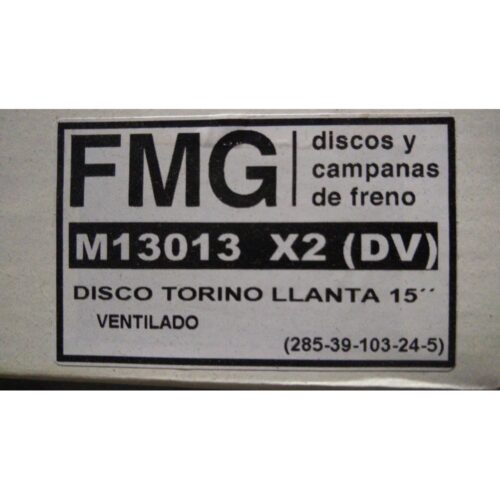 FMG
discos y
campanas
de freno
M13013 X2 (DV)
DISCO TORINO LLANTA 15´´
VENTILADO
(285-39-103-24-5)